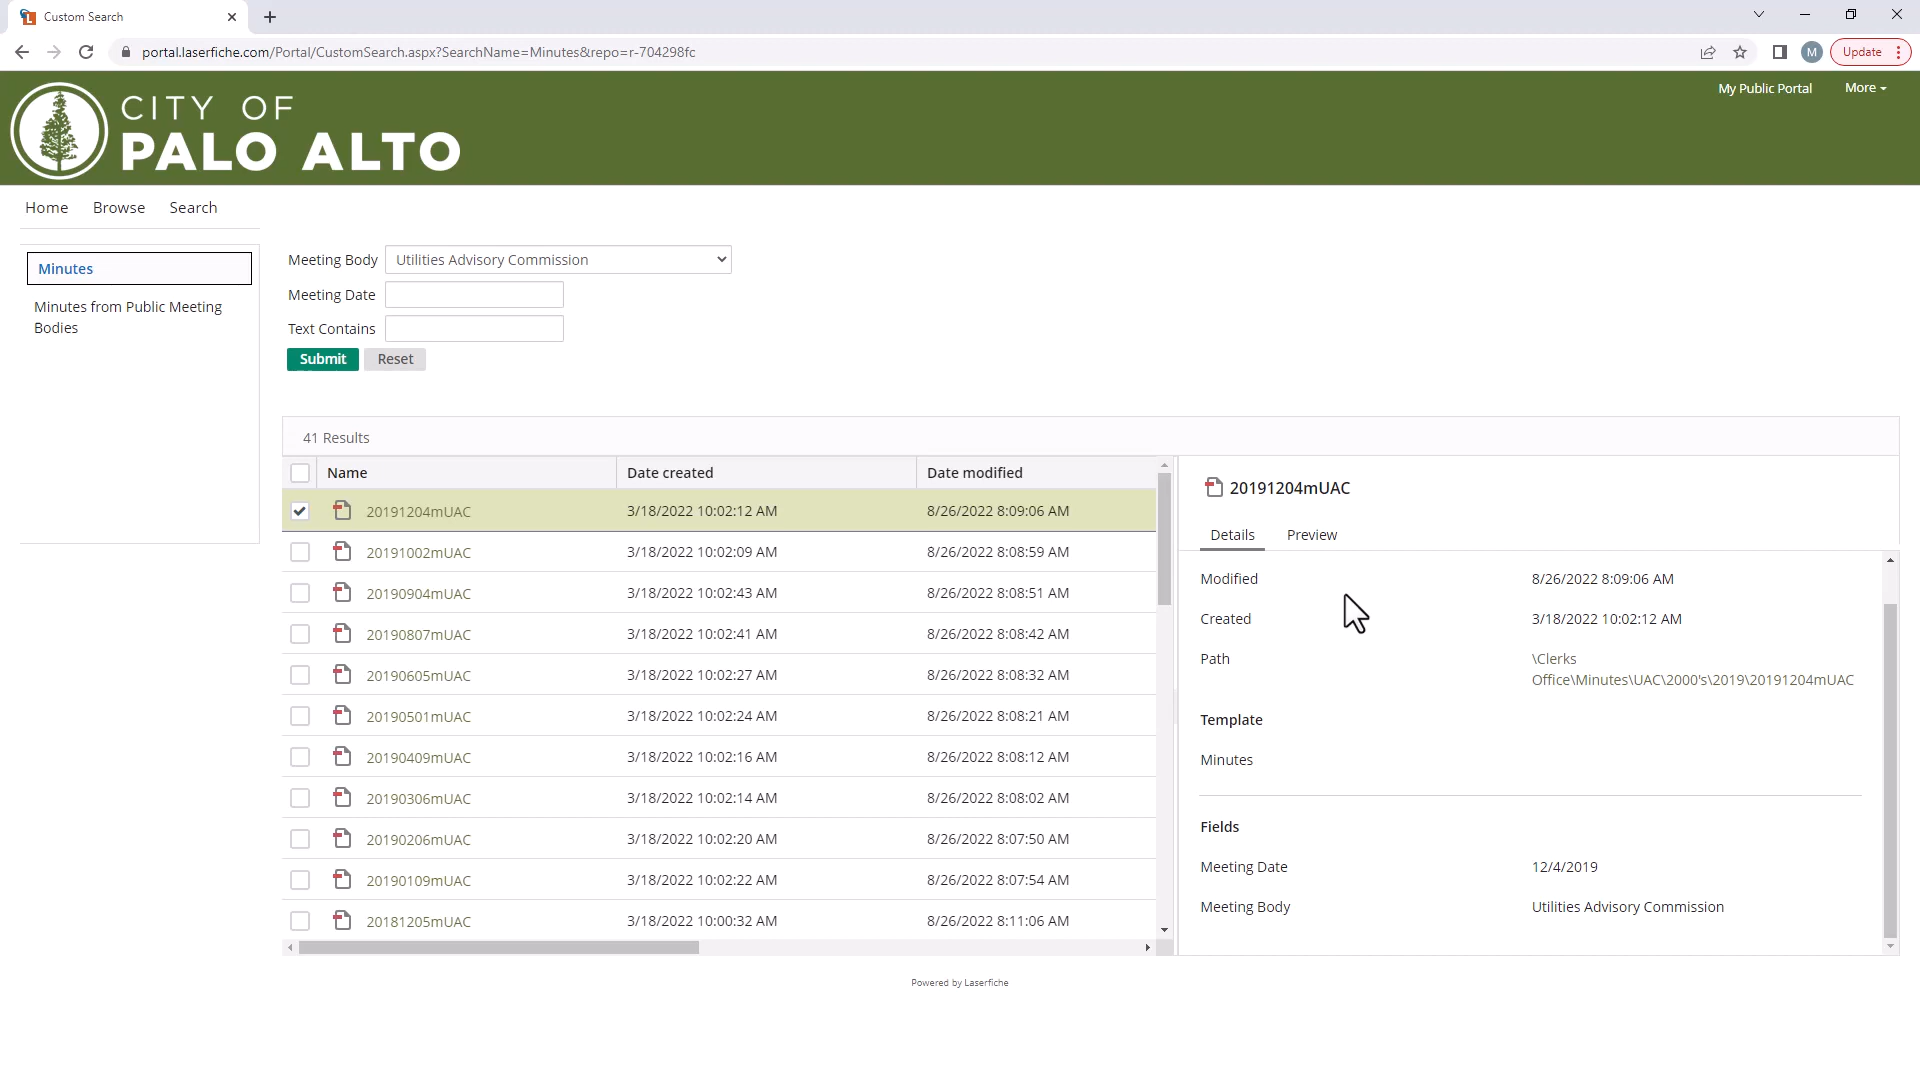 Custom Search
portal.laserfiche.com/Portal/CustomSearch.aspx?SearchName=Minutes&repo=r-704298fc
M
Update
CITY OF
PALO ALTO
My Public Portal
More
Home
Browse
Search
Minutes
Minutes from Public Meeting
Bodies
Meeting Body
Utilities Advisory Commission
Meeting Date
Text Contains
Submit
Reset
41 Results
Name Date created Date modified
20191204mUAC 3/18/2022 10:02:12 AM 8/26/2022 8:09:06 AM
20191002mUAC 3/18/2022 10:02:09 AM 8/26/2022 8:08:59 AM
20190904mUAC 3/18/2022 10:02:43 AM 8/26/2022 8:08:51 AM
20190807mUAC 3/18/2022 10:02:41 AM 8/26/2022 8:08:42 AM
20190605mUAC 3/18/2022 10:02:27 AM 8/26/2022 8:08:32 AM
20190501mUAC 3/18/2022 10:02:24 AM 8/26/2022 8:08:21 AM
20190409mUAC 3/18/2022 10:02:16 AM 8/26/2022 8:08:12 AM
20190306mUAC 3/18/2022 10:02:14 AM 8/26/2022 8:08:02 AM
20190206mUAC 3/18/2022 10:02:20 AM 8/26/2022 8:07:50 AM
20190109mUAC 3/18/2022 10:02:22 AM 8/26/2022 8:07:54 AM
20181205mUAC 3/18/2022 10:00:32 AM 8/26/2022 8:11:06 AM
20191204mUAC
Details Preview
Modified 8/26/2022 8:09:06 AM
Created 3/18/2022 10:02:12 AM
Path \Clerks
Office\Minutes\UAC\2000's\2019\20191204mUAC
Template
Minutes
Fields
Meeting Date 12/4/2019
Meeting Body Utilities Advisory Commission
Powered by Laserfiche